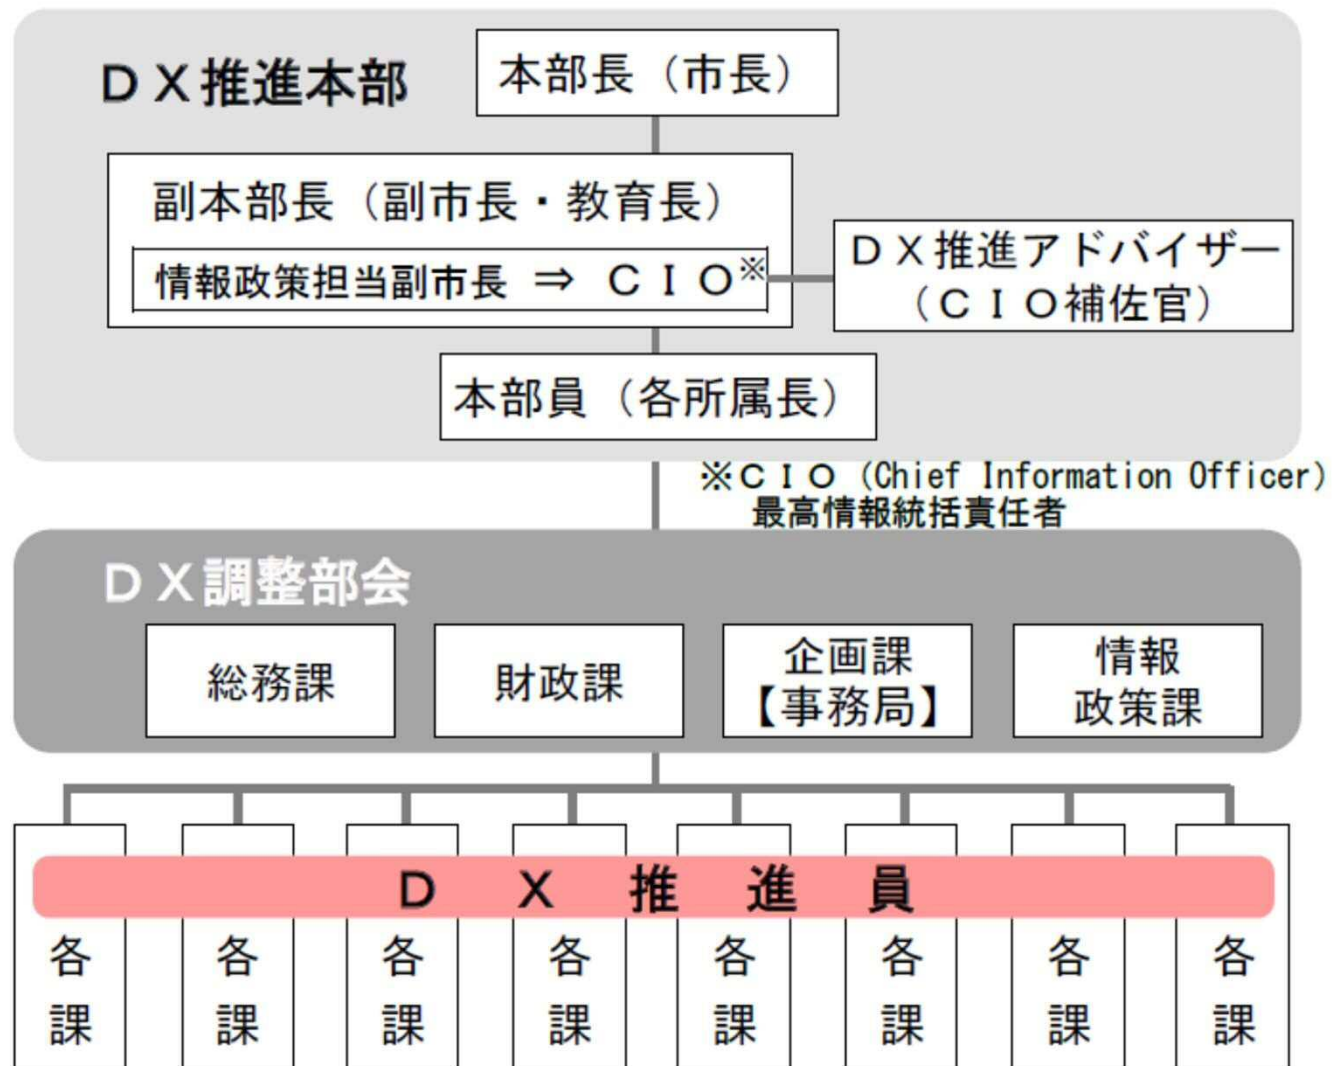 ＤＸ推進本部
本部長（市長）
副本部長（副市長・教育長）
情報政策担当副市長 ⇒ ＣＩＯ※
ＤＸ推進アドバイザー
（ＣＩＯ補佐官）
本部員（各所属長）
※ＣＩＯ（Chief Information Officer）
最高情報統括責任者
ＤＸ調整部会
総務課
財政課
企画課
【事務局】
情報
政策課
ＤＸ推進員
各課
各課
各課
各課
各課
各課
各課
各課